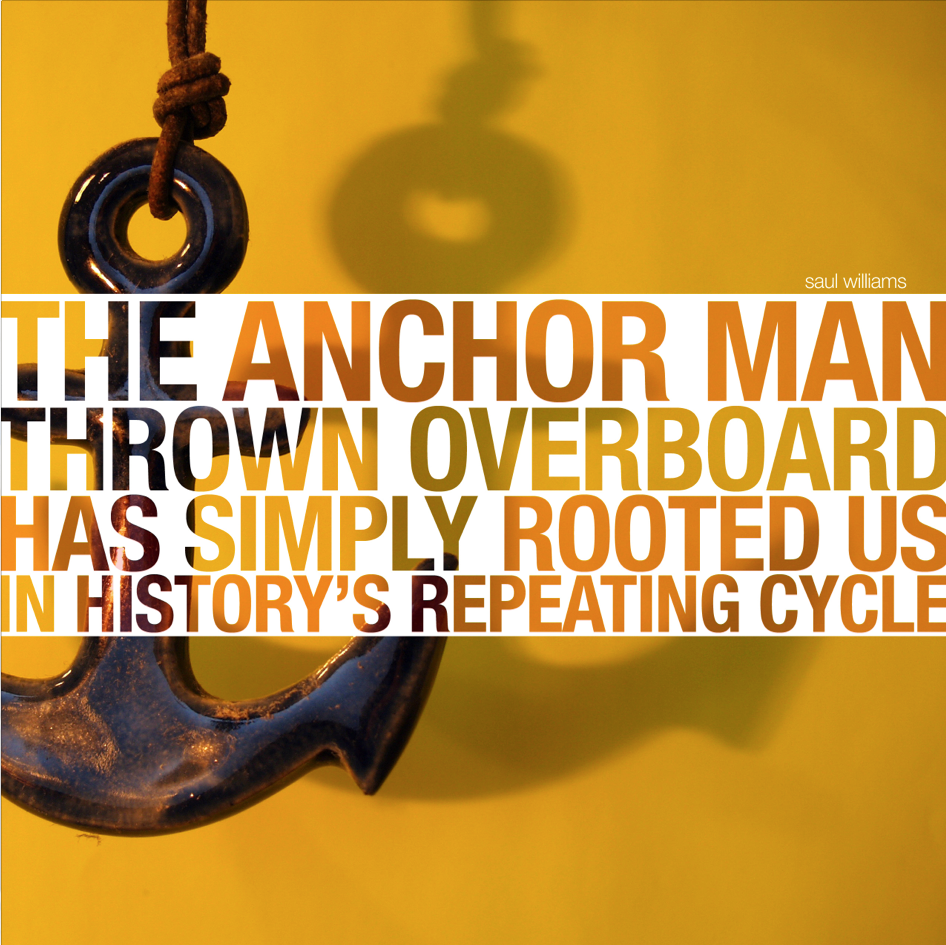 saul williams
THE ANCHOR MAN
THROWN OVERBOARD
HAS SIMPLY ROOTED US
IN HISTORY’S REPEATING CYCLE